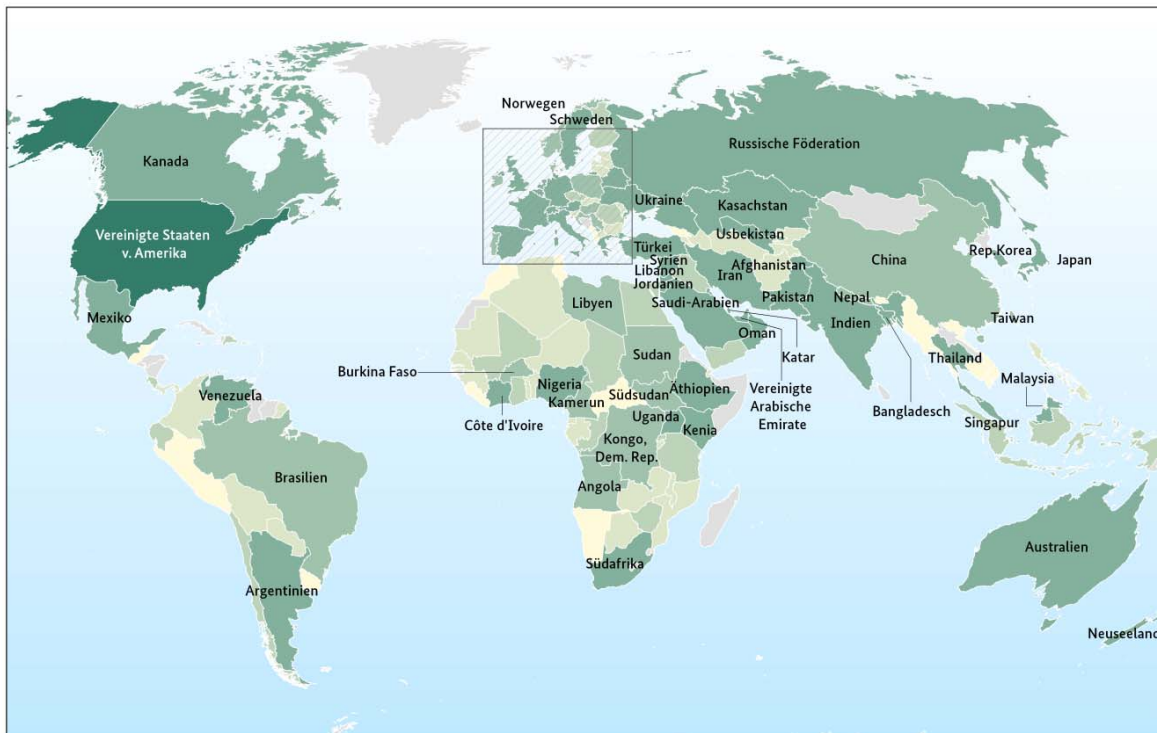 Norwegen
Schweden
Russische Föderation
Kanada
Ukraine
Kasachstan
Vereinigte Staaten
v. Amerika
Usbekistan
Türkei
Syrien
Afghanistan
China
Rep.Korea
Japan
Libanon
Iran
Jordanien
Mexiko
Libyen
Saudi-Arabien
Pakistan
Nepal
Indien
Taiwan
Oman
Katar
Sudan
Thailand
Burkina Faso
Nigeria
Äthiopien
Malaysia
Venezuela
Kamerun
Südsudan
Vereinigte
Arabische
Emirate
Bangladesch
Côte d'Ivoire
Uganda
Kenia
Singapur
Kongo,
Dem. Rep.
Brasilien
Angola
Australien
Südafrika
Argentinien
Neuseeland